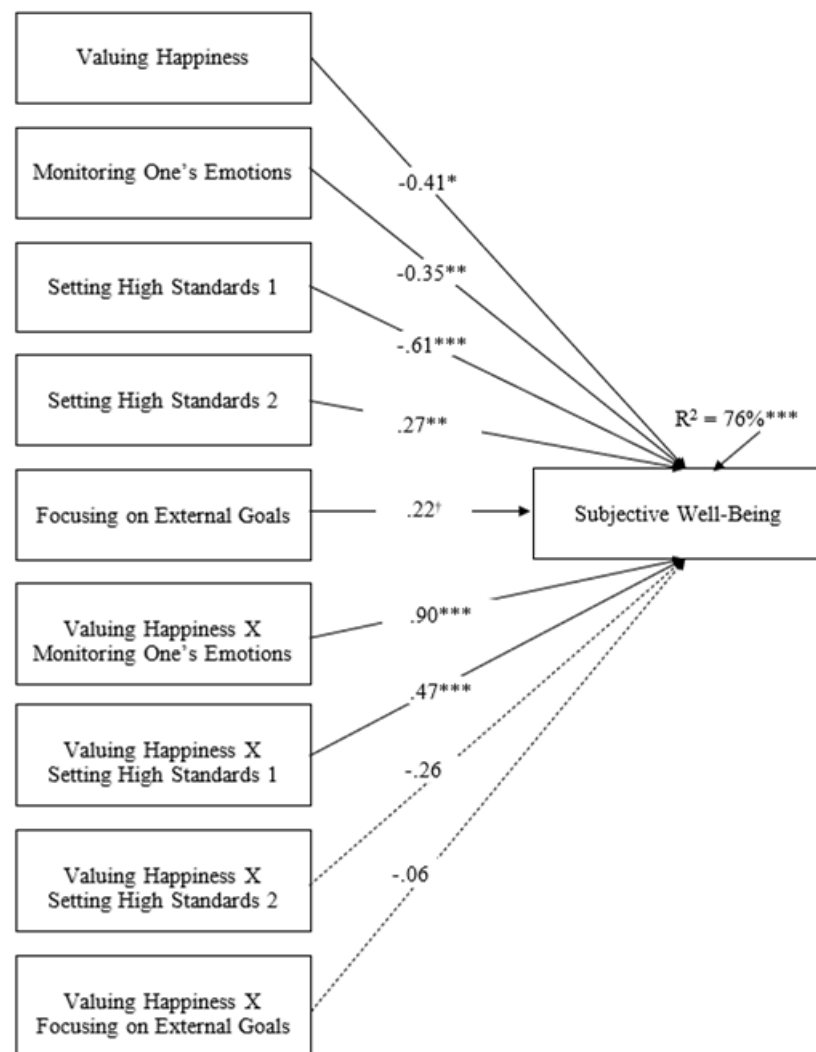 Valuing Happiness
Monitoring One's Emotions
Setting High Standards 1
Setting High Standards 2
Focusing on External Goals
Valuing Happiness X
Monitoring One's Emotions
Valuing Happiness X
Setting High Standards 1
Valuing Happiness X
Setting High Standards 2
Valuing Happiness X
Focusing on External Goals
-0.41*
-0.35**
-.61***
.27**
.22†
.90***
.47***
-.26
-.06
R² = 76%***
Subjective Well-Being